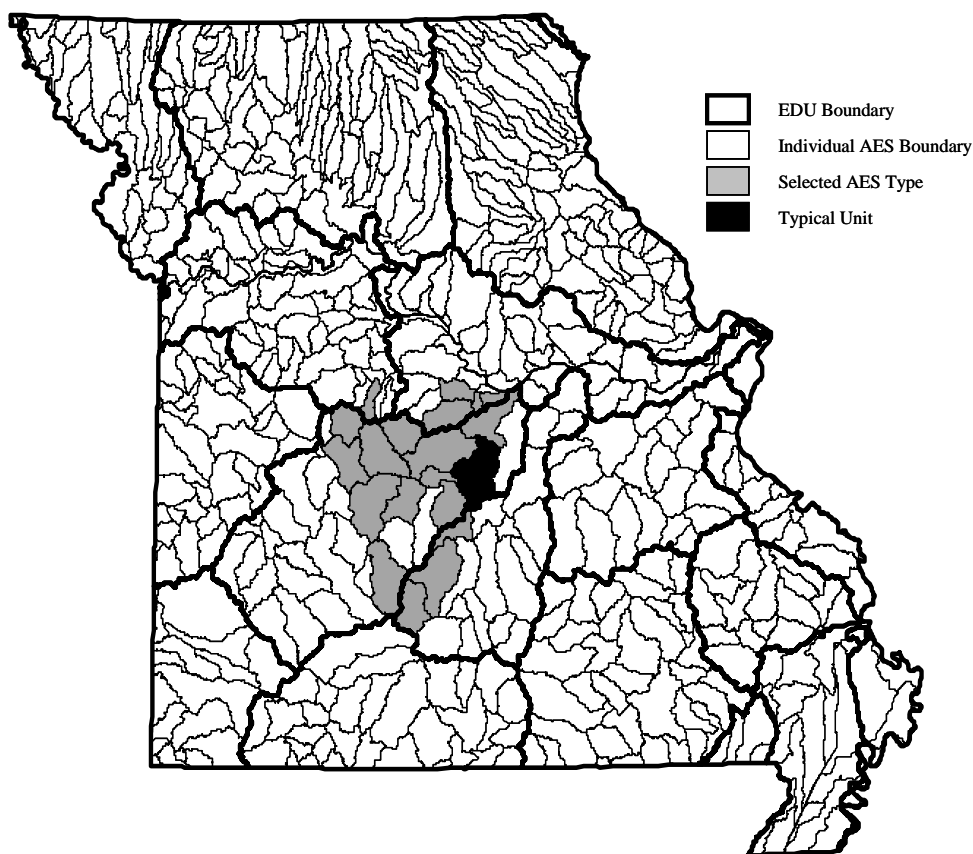 EDU Boundary
Individual AES Boundary
Selected AES Type
Typical Unit